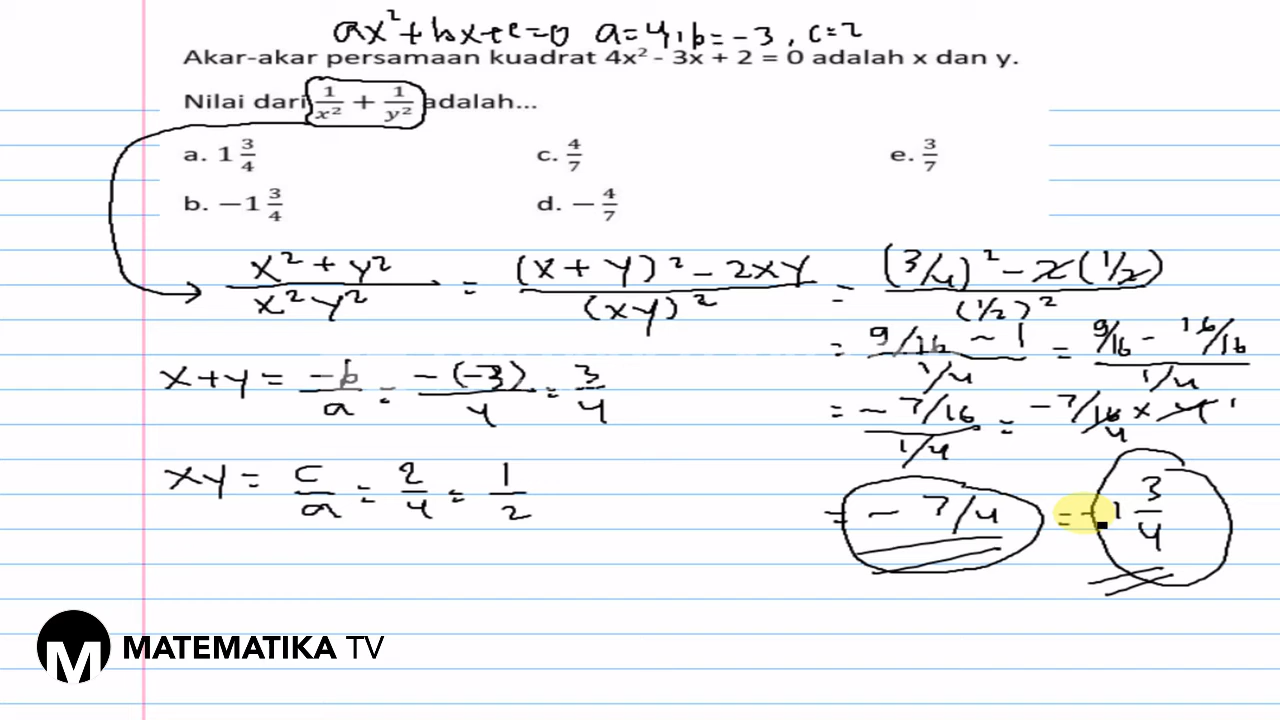 ax² + bx + c = 0 a = 4, b = -3, c = 2
Akar-akar persamaan kuadrat 4x² - 3x + 2 = 0 adalah x dan y.
Nilai dari 1/x² + 1/y² adalah...
a. 1 3/4 c. 4/7 e. 3/7
b. −1 3/4 d. − 4/7
(x² + y²)/(x² y²) = ((x + y)² - 2xy)/(xy)² = ((3/4)² - 2(1/2))/(1/2)²
= (9/16 - 1)/(1/4) = (9/16 - 16/16)/(1/4)
x + y = -b/a = -(-3)/4 = 3/4
= (-7/16)/(1/4) = -7/16 4 × 4 1
xy = c/a = 2/4 = 1/2
= - 7/4 = -1 3/4
M MATEMATIKA TV